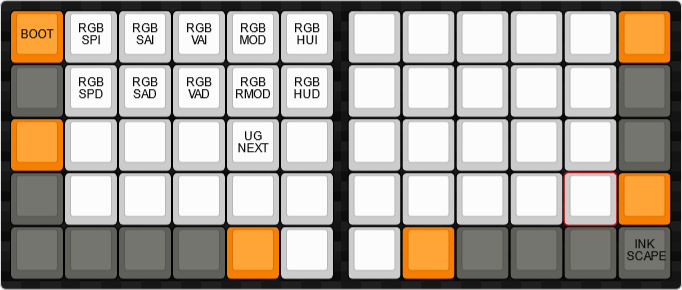 BOOT
RGB
SPI
RGB
SAI
RGB
VAI
RGB
MOD
RGB
HUI
RGB
SPD
RGB
SAD
RGB
VAD
RGB
RMOD
RGB
HUD
UG
NEXT
INK
SCAPE